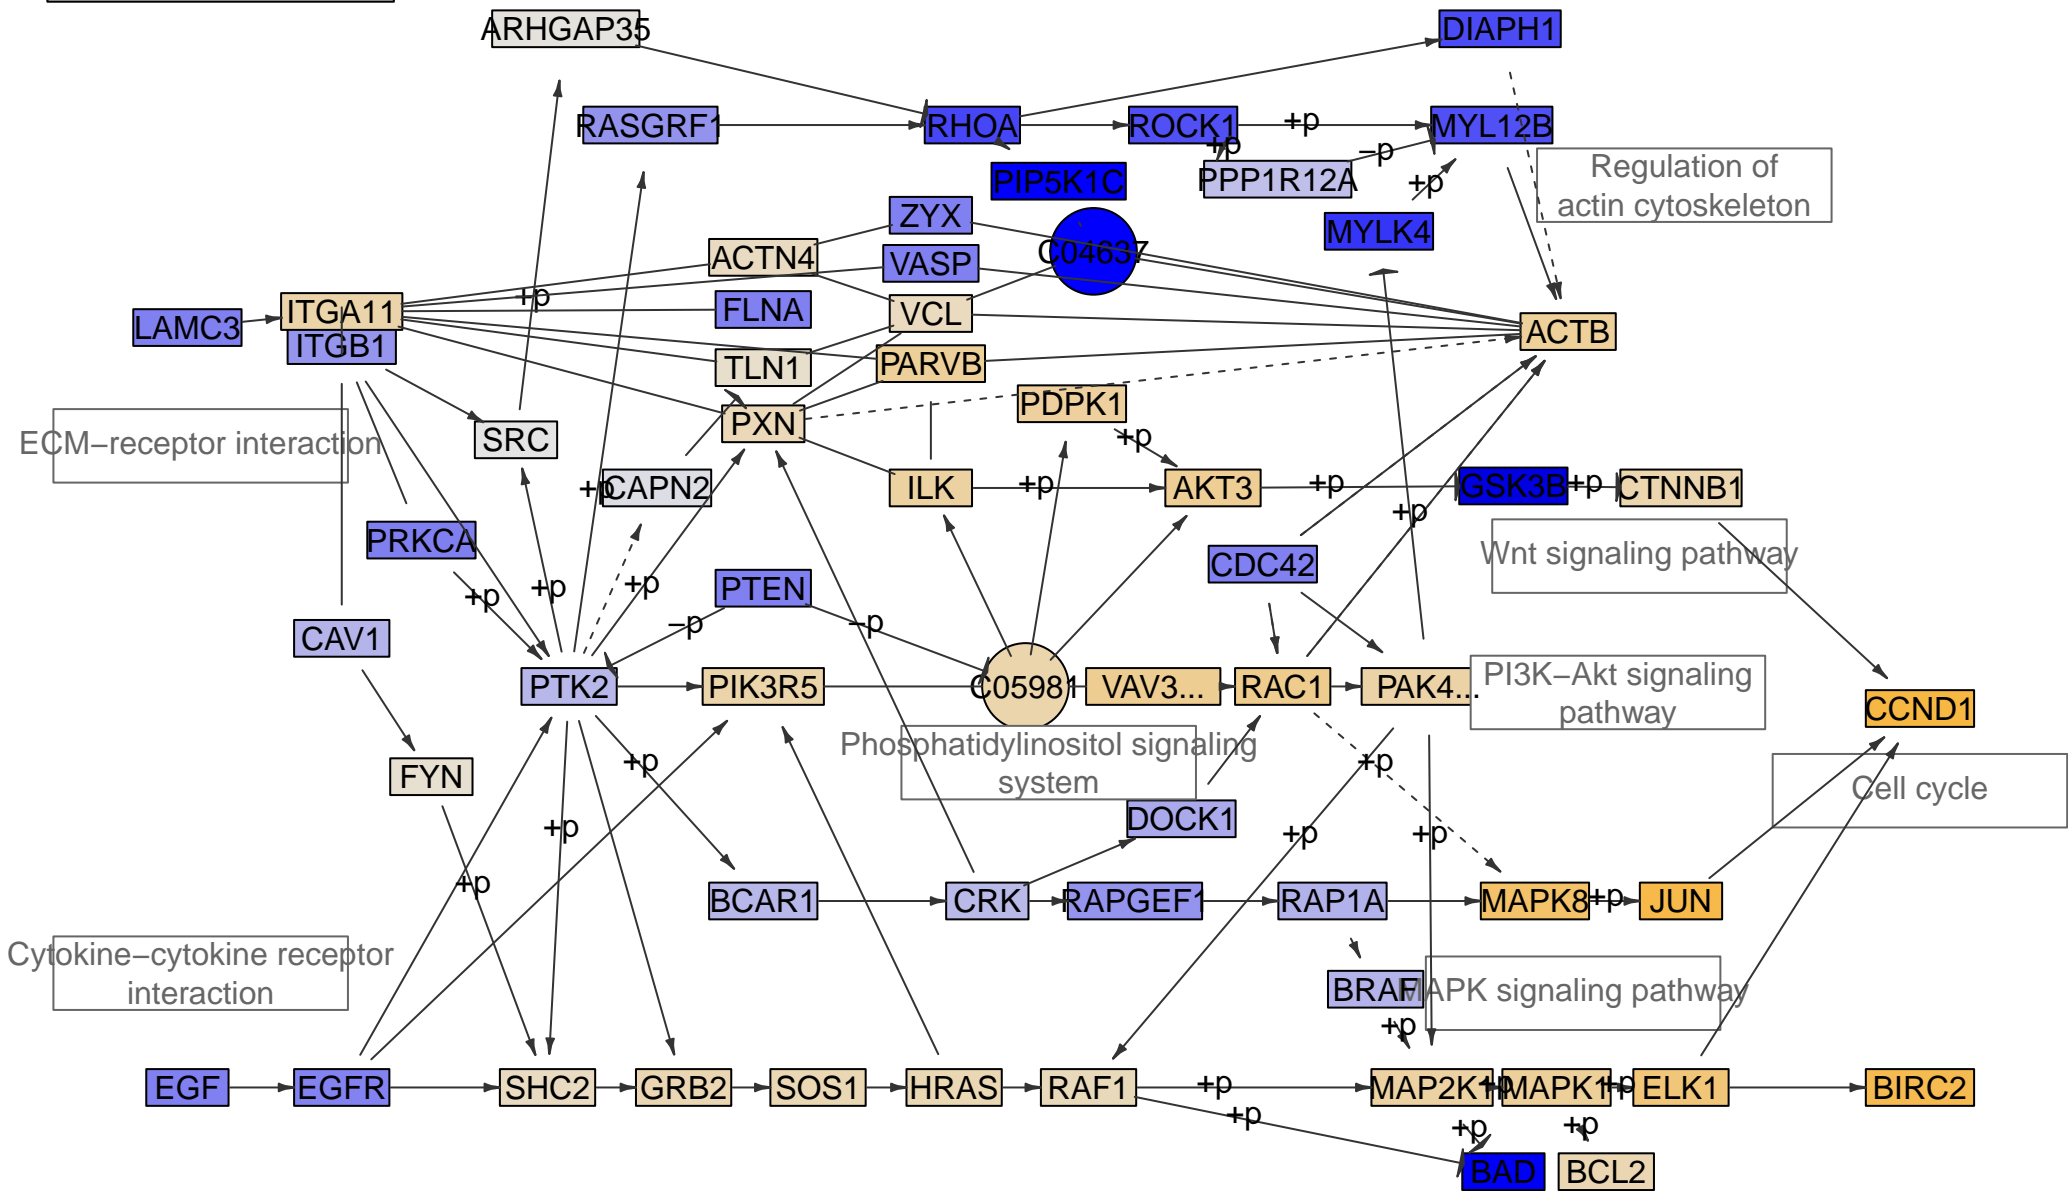 ARHGAP35
DIAPH1
RASGRF1
RHOA
ROCK1
+p
MYL12B
+p
−p
PIP5K1C
PPP1R12A
+p
Regulation of
actin cytoskeleton
ZYX
MYLK4
ACTN4
VASP
C04637
+p
ITGA11
FLNA
VCL
LAMC3
ITGB1
ACTB
TLN1
PARVB
PDPK1
PXN
+p
ECM−receptor interaction
SRC
+p
CAPN2
ILK
+p
AKT3
+p
GSK3B
+p
CTNNB1
+p
PRKCA
Wnt signaling pathway
CDC42
+p
+p
+p
PTEN
−p
−p
CAV1
PTK2
PIK3R5
C05981
VAV3...
RAC1
PAK4...
PI3K−Akt signaling
pathway
CCND1
Phosphatidylinositol signaling
system
FYN
+p
+p
Cell cycle
DOCK1
+p
+p
+p
+p
BCAR1
CRK
RAPGEF1
RAP1A
MAPK8
+p
JUN
Cytokine−cytokine receptor
interaction
BRAF
MAPK signaling pathway
+p
EGF
EGFR
SHC2
GRB2
SOS1
HRAS
RAF1
+p
MAP2K1
+p
MAPK1
+p
ELK1
BIRC2
+p
+p
+p
BAD
BCL2